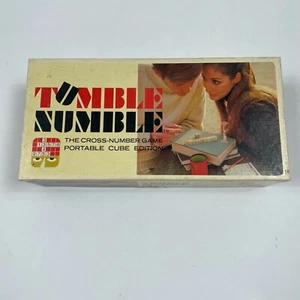 TUMBLE
NUMBLE
THE CROSS-NUMBER GAME
PORTABLE CUBE EDITION